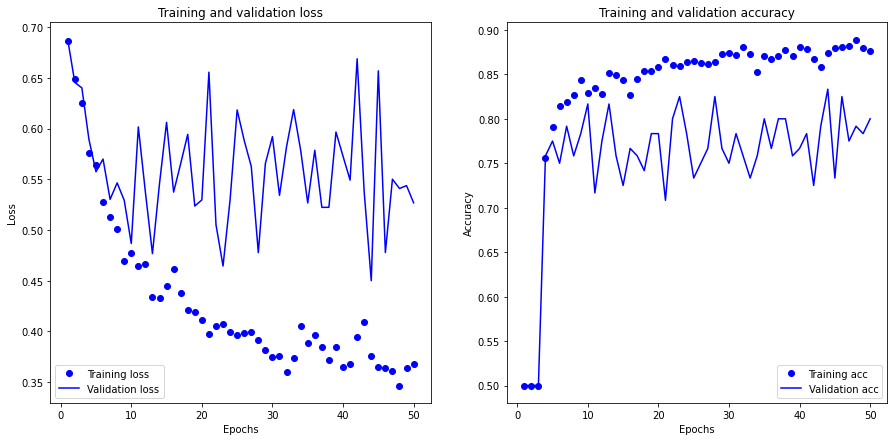 Training and validation loss
0.70
0.65
0.60
0.55
0.50
0.45
0.40
0.35
Loss
Training loss
Validation loss
0 10 20 30 40 50
Epochs
Training and validation accuracy
0.90
0.85
0.80
0.75
0.70
0.65
0.60
0.55
0.50
Accuracy
Training acc
Validation acc
0 10 20 30 40 50
Epochs